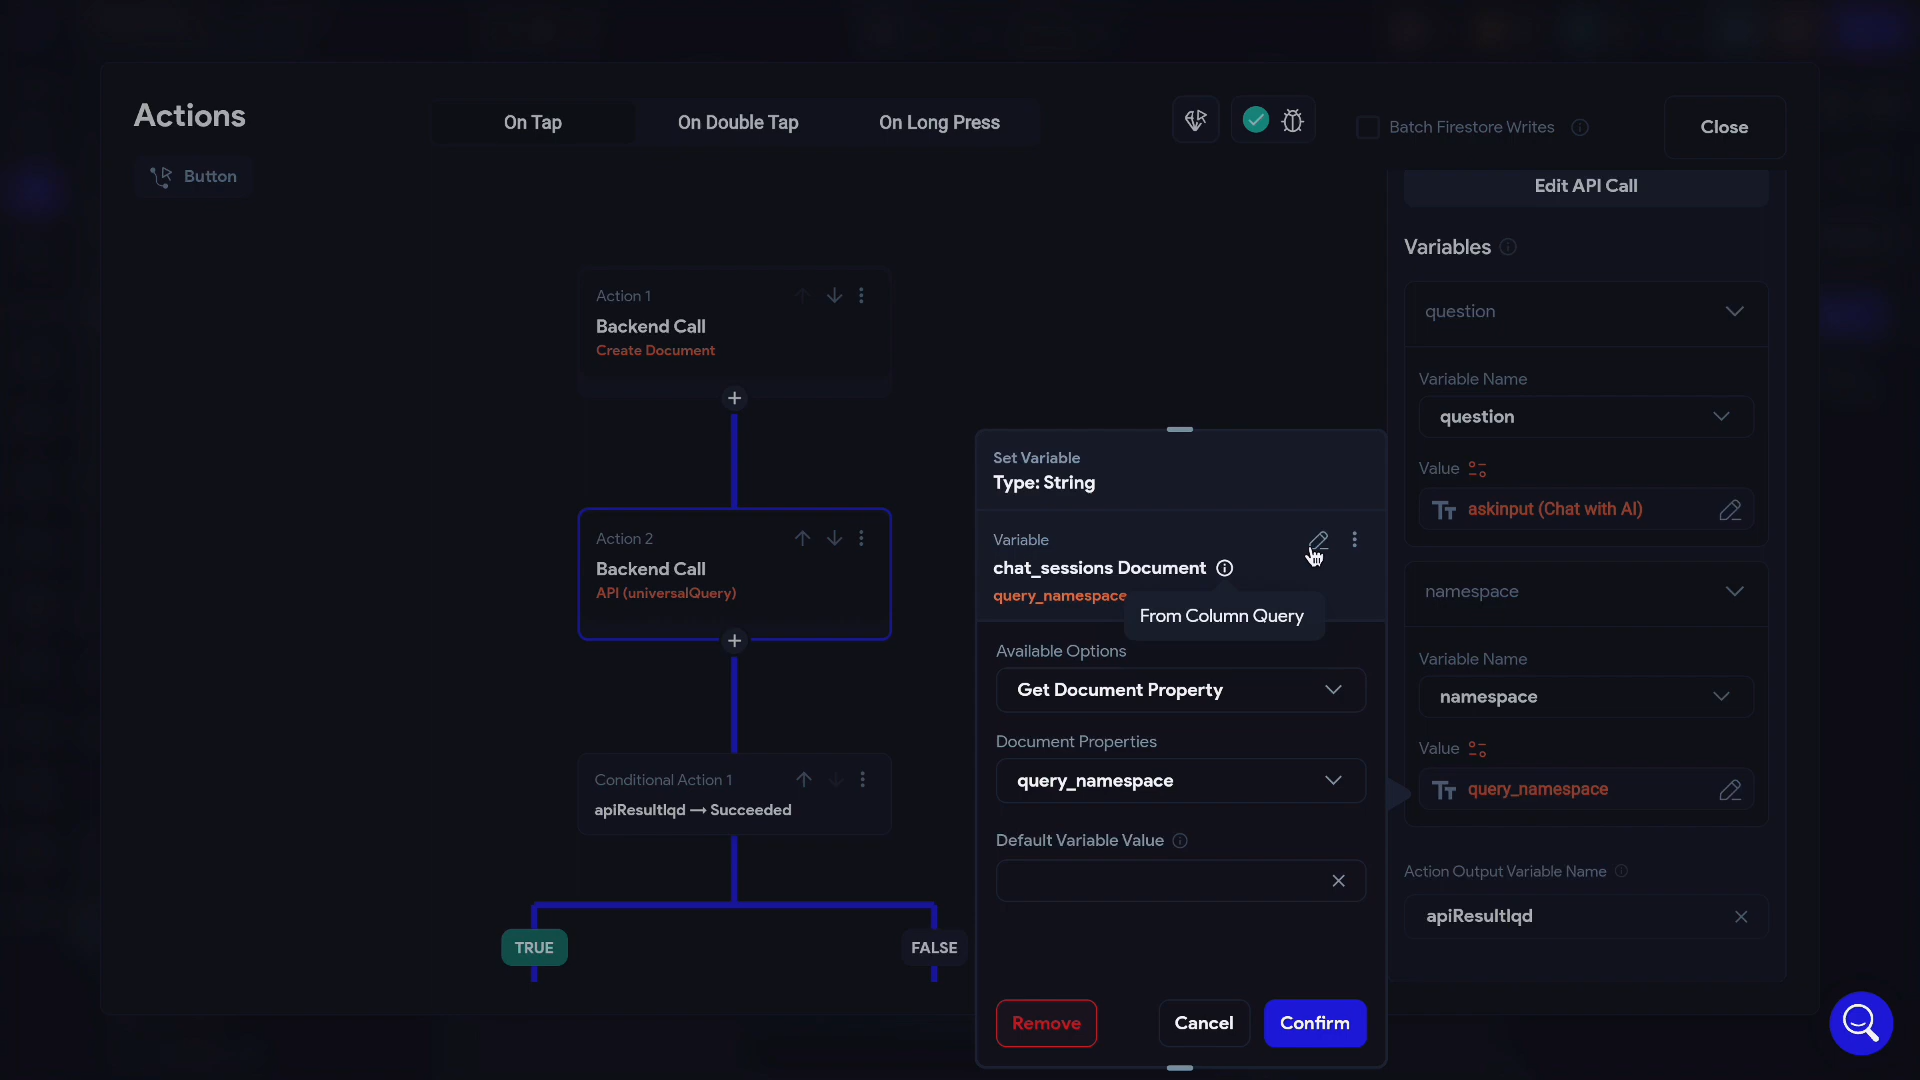 Actions
On Tap
On Double Tap
On Long Press
Batch Firestore Writes
Close
Button
Action 1
Backend Call
Create Document
Action 2
Backend Call
API (universalQuery)
Conditional Action 1
apiResultlqd → Succeeded
TRUE
FALSE
Set Variable
Type: String
Variable
chat_sessions Document
query_namespace
From Column Query
Available Options
Get Document Property
Document Properties
query_namespace
Default Variable Value
Remove
Cancel
Confirm
Edit API Call
Variables
question
Variable Name
question
Value
askinput (Chat with AI)
namespace
Variable Name
namespace
Value
query_namespace
Action Output Variable Name
apiResultlqd